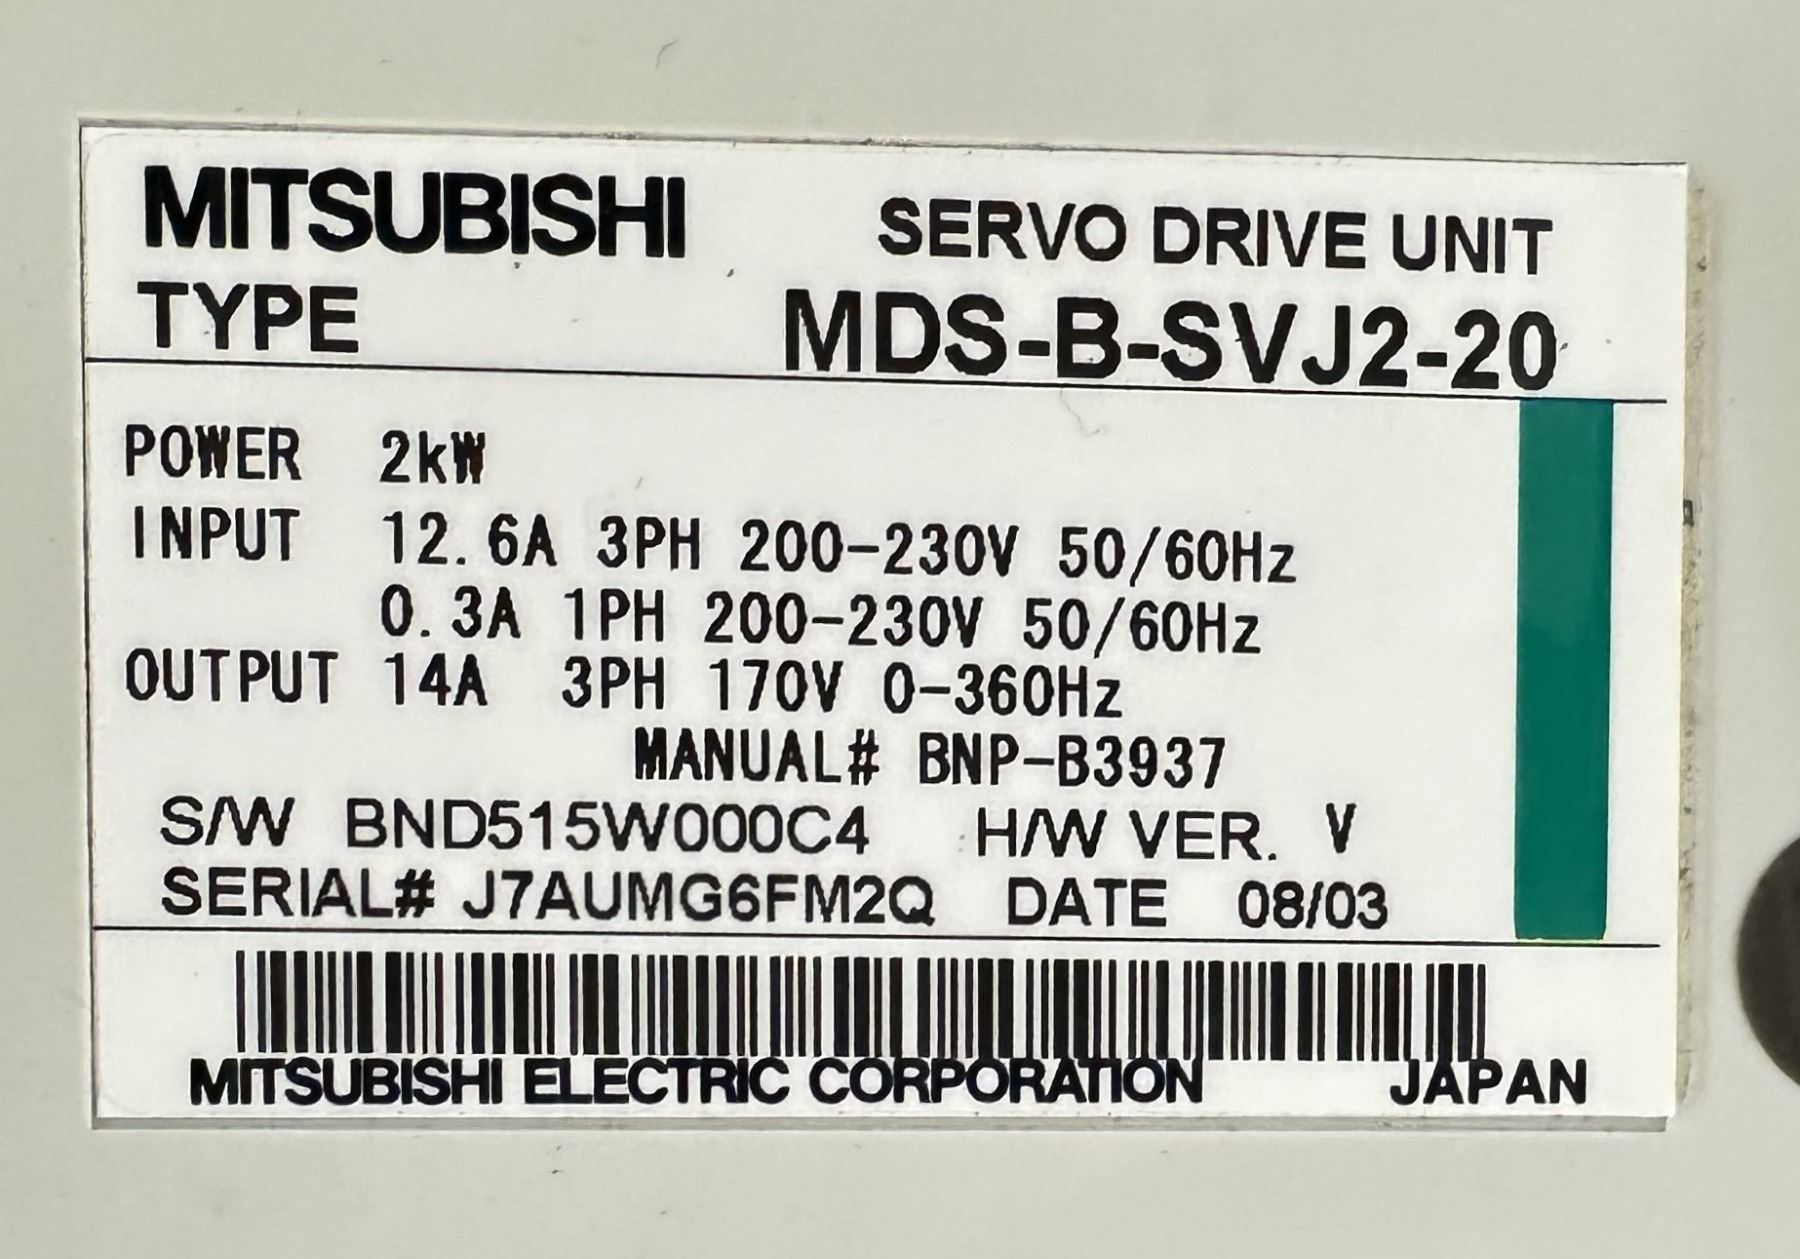 MITSUBISHI SERVO DRIVE UNIT
TYPE MDS-B-SVJ2-20
POWER 2kW
INPUT 12.6A 3PH 200-230V 50/60Hz
0.3A 1PH 200-230V 50/60Hz
OUTPUT 14A 3PH 170V 0-360Hz
MANUAL# BNP-B3937
S/W BND515W000C4 H/W VER. V
SERIAL# J7AUMG6FM2Q DATE 08/03
MITSUBISHI ELECTRIC CORPORATION JAPAN